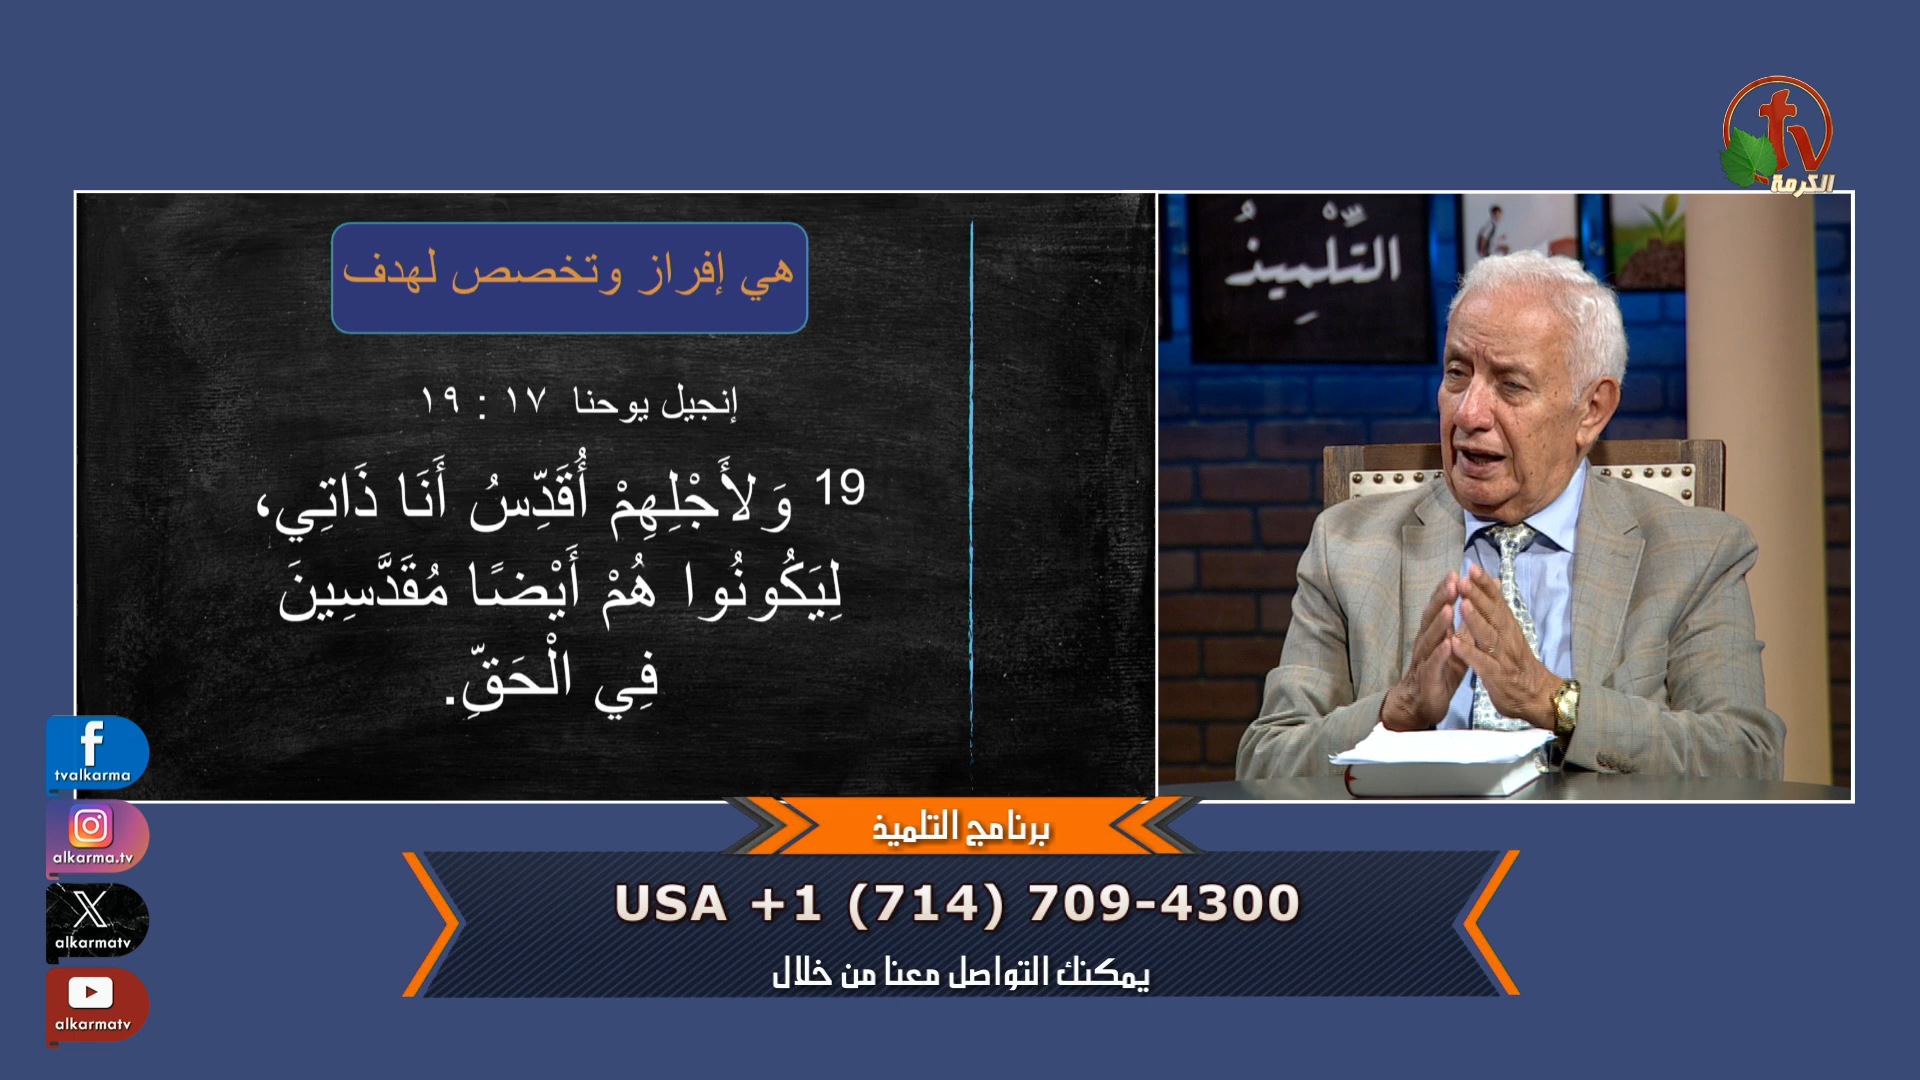 tv
الكرمة
هي إفراز وتخصص لهدف
إنجيل يوحنا ١٧ : ١٩
19 وَلأَجْلِهِمْ أُقَدِّسُ أَنَا ذَاتِي،
لِيَكُونُوا هُمْ أَيْضًا مُقَدَّسِينَ
فِي الْحَقِّ.
التِّلْمِيذُ
f
tvalkarma
alkarma.tv
X
alkarmatv
alkarmatv
برنامج التلميذ
USA +1 (714) 709-4300
يمكنك التواصل معنا من خلال